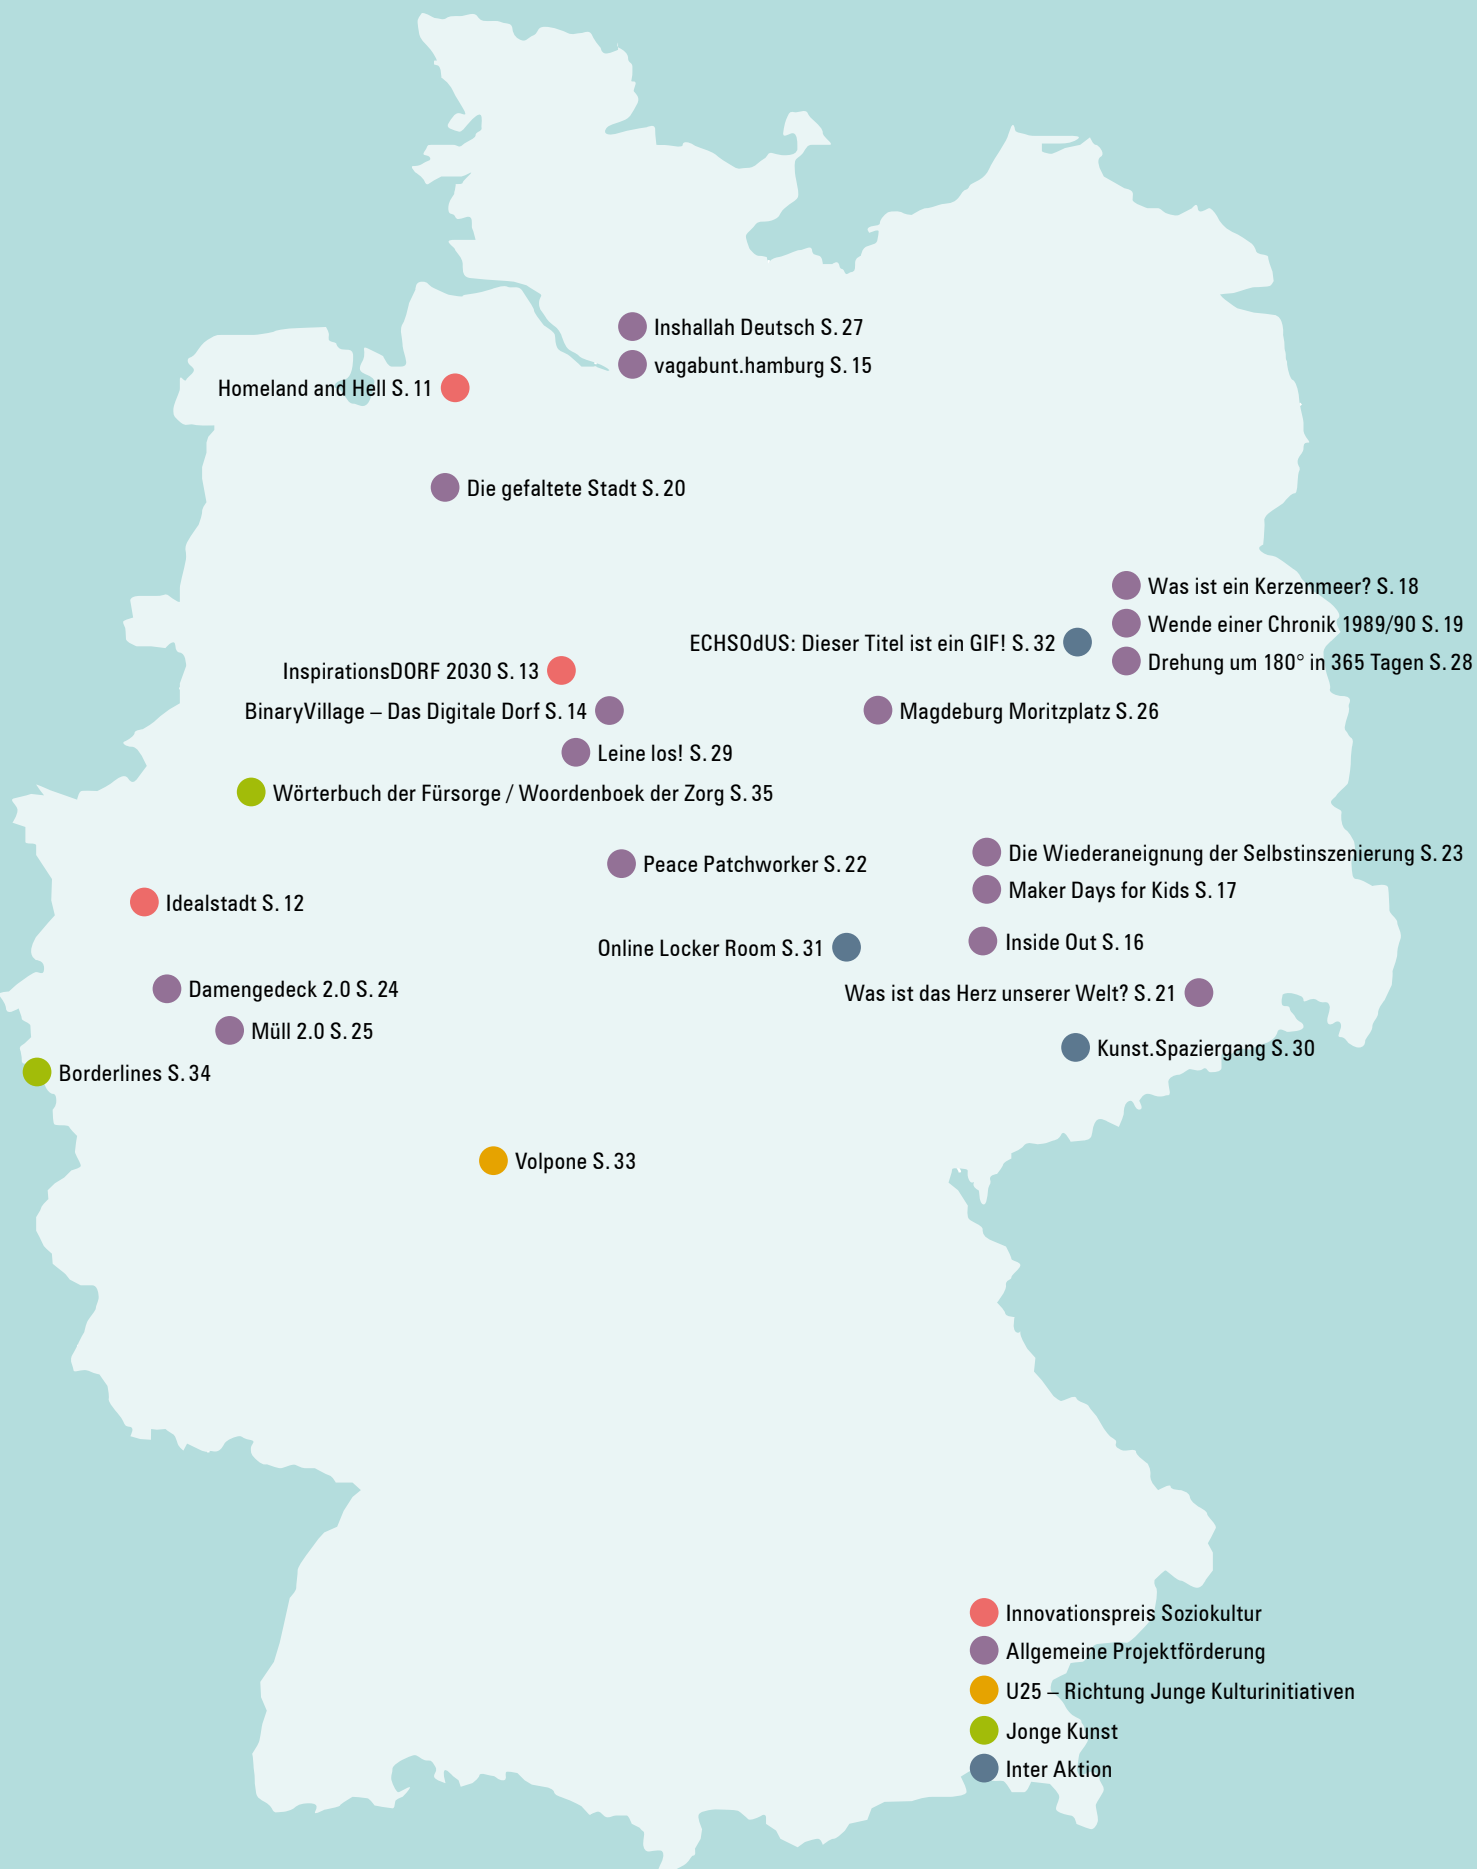 Inshallah Deutsch S. 27
vagabunt.hamburg S. 15
Homeland and Hell S. 11
Die gefaltete Stadt S. 20
Was ist ein Kerzenmeer? S. 18
Wende einer Chronik 1989/90 S. 19
ECHSOdUS: Dieser Titel ist ein GIF! S. 32
Drehung um 180° in 365 Tagen S. 28
InspirationsDORF 2030 S. 13
BinaryVillage – Das Digitale Dorf S. 14
Magdeburg Moritzplatz S. 26
Leine los! S. 29
Wörterbuch der Fürsorge / Woordenboek der Zorg S. 35
Die Wiederaneignung der Selbstinszenierung S. 23
Peace Patchworker S. 22
Maker Days for Kids S. 17
Idealstadt S. 12
Inside Out S. 16
Online Locker Room S. 31
Damengedeck 2.0 S. 24
Was ist das Herz unserer Welt? S. 21
Müll 2.0 S. 25
Kunst.Spaziergang S. 30
Borderlines S. 34
Volpone S. 33
Innovationspreis Soziokultur
Allgemeine Projektförderung
U25 – Richtung Junge Kulturinitiativen
Jonge Kunst
Inter Aktion